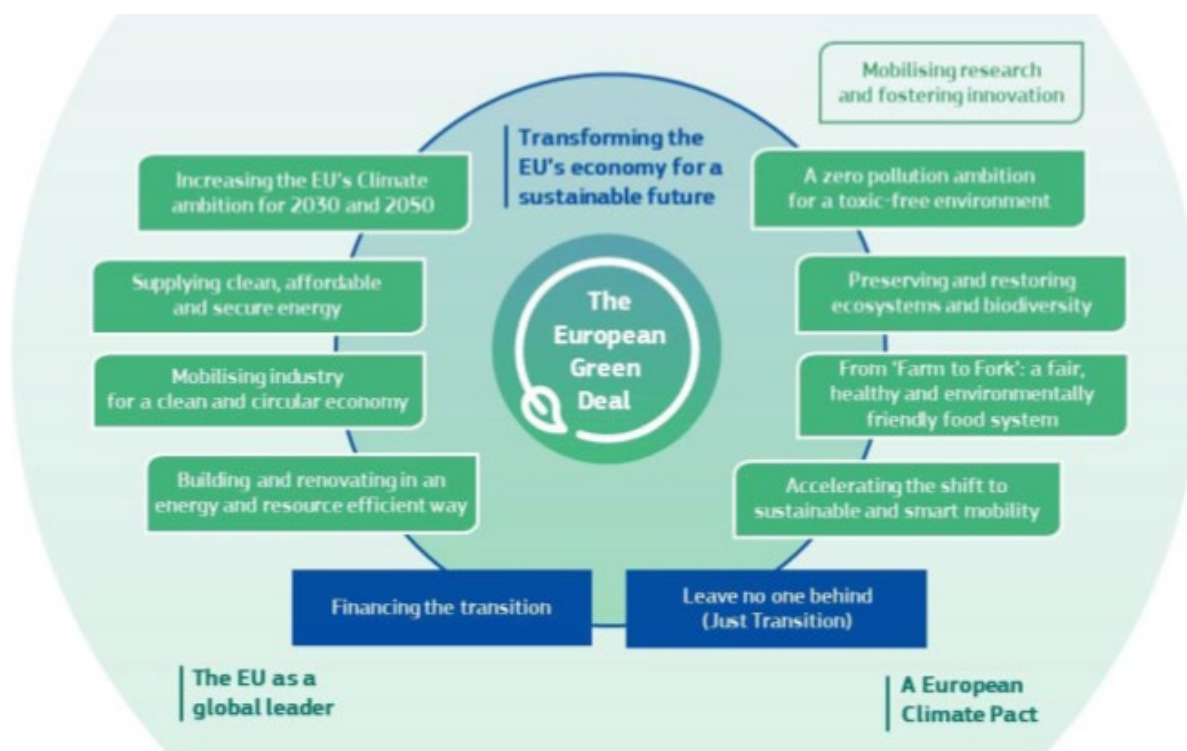 Mobilising research
and fostering innovation
Transforming the
EU's economy for a
sustainable future
Increasing the EU's Climate
ambition for 2030 and 2050
A zero pollution ambition
for a toxic-free environment
Supplying clean, affordable
and secure energy
Preserving and restoring
ecosystems and biodiversity
The
European
Green
Deal
Mobilising industry
for a clean and circular economy
From 'Farm to Fork': a fair,
healthy and environmentally
friendly food system
Building and renovating in an
energy and resource efficient way
Accelerating the shift to
sustainable and smart mobility
Financing the transition
Leave no one behind
(Just Transition)
The EU as a
global leader
A European
Climate Pact